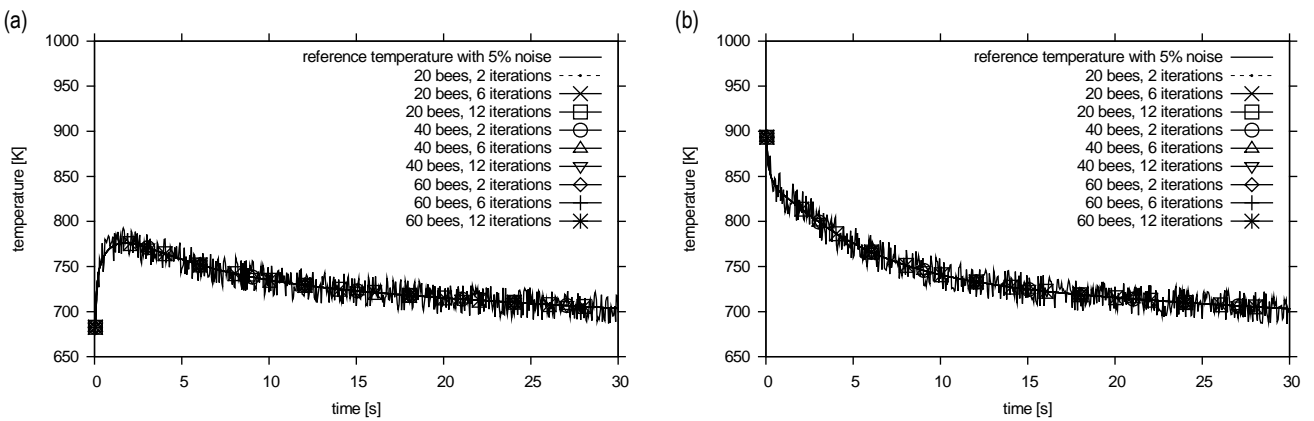 (a)
1000
950
900
850
800
750
700
650
temperature [K]
reference temperature with 5% noise
20 bees, 2 iterations
20 bees, 6 iterations
20 bees, 12 iterations
40 bees, 2 iterations
40 bees, 6 iterations
40 bees, 12 iterations
60 bees, 2 iterations
60 bees, 6 iterations
60 bees, 12 iterations
0 5 10 15 20 25 30
time [s]
(b)
1000
950
900
850
800
750
700
650
temperature [K]
reference temperature with 5% noise
20 bees, 2 iterations
20 bees, 6 iterations
20 bees, 12 iterations
40 bees, 2 iterations
40 bees, 6 iterations
40 bees, 12 iterations
60 bees, 2 iterations
60 bees, 6 iterations
60 bees, 12 iterations
0 5 10 15 20 25 30
time [s]